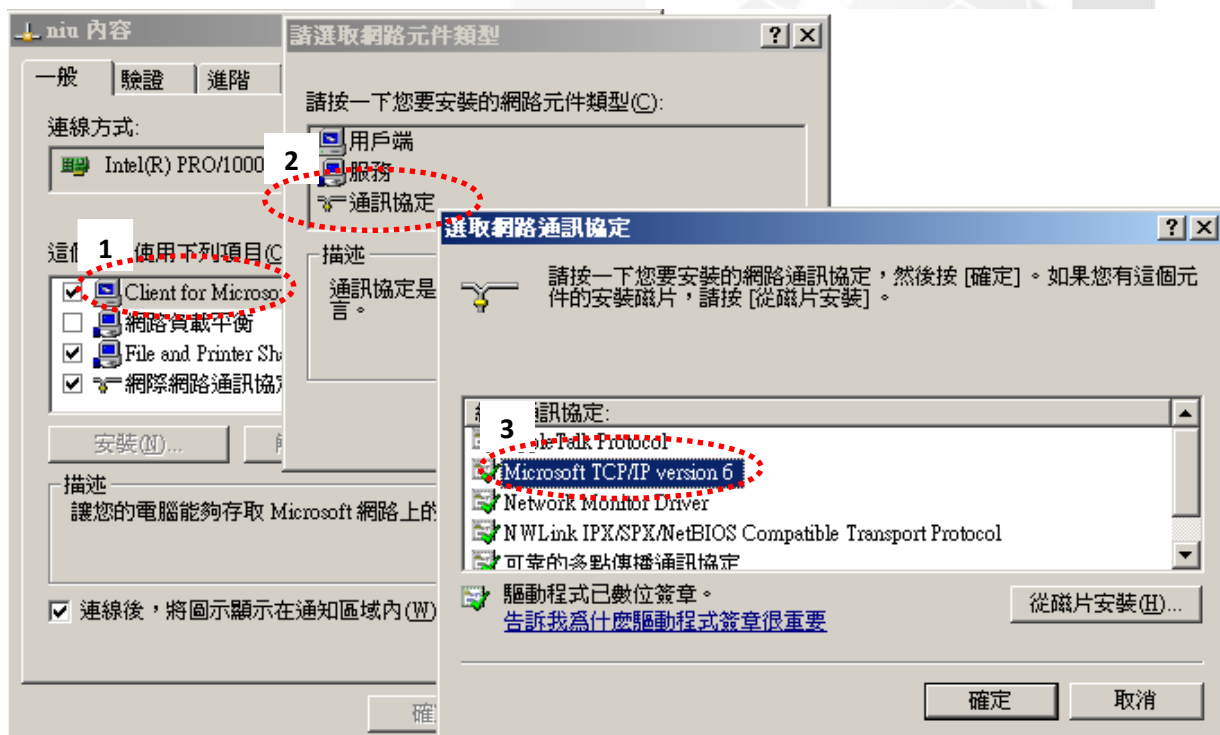 niu 內容
一般 驗證 進階
連線方式:
Intel(R) PRO/1000
1
使用下列項目(C
Client for Microso
網路負載平衡
File and Printer Sha
網際網路通訊協定
安裝(N)...
描述
讓您的電腦能夠存取 Microsoft 網路上的
連線後，將圖示顯示在通知區域內(W)
請選取網路元件類型
請按一下您要安裝的網路元件類型(C):
用戶端
2
服務
通訊協定
描述
通訊協定是
言。
選取網路通訊協定
請按一下您要安裝的網路通訊協定，然後按 [確定]。如果您有這個元
件的安裝磁片，請按 [從磁片安裝]。
訊協定:
3
AppleTalk Protocol
Microsoft TCP/IP version 6
Network Monitor Driver
NWLink IPX/SPX/NetBIOS Compatible Transport Protocol
可靠的多點傳播通訊協定
驅動程式已數位簽章。
告訴我為什麼驅動程式簽章很重要
從磁片安裝(H)...
確定 取消